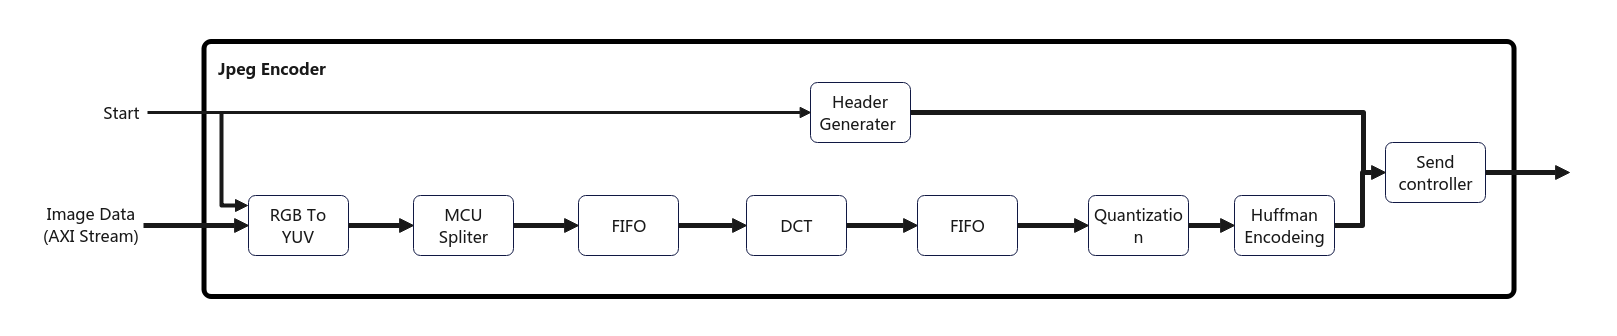 Jpeg Encoder
Start
Header
Generater
Send
controller
Image Data
(AXI Stream)
RGB To
YUV
MCU
Spliter
FIFO
DCT
FIFO
Quantizatio
n
Huffman
Encodeing